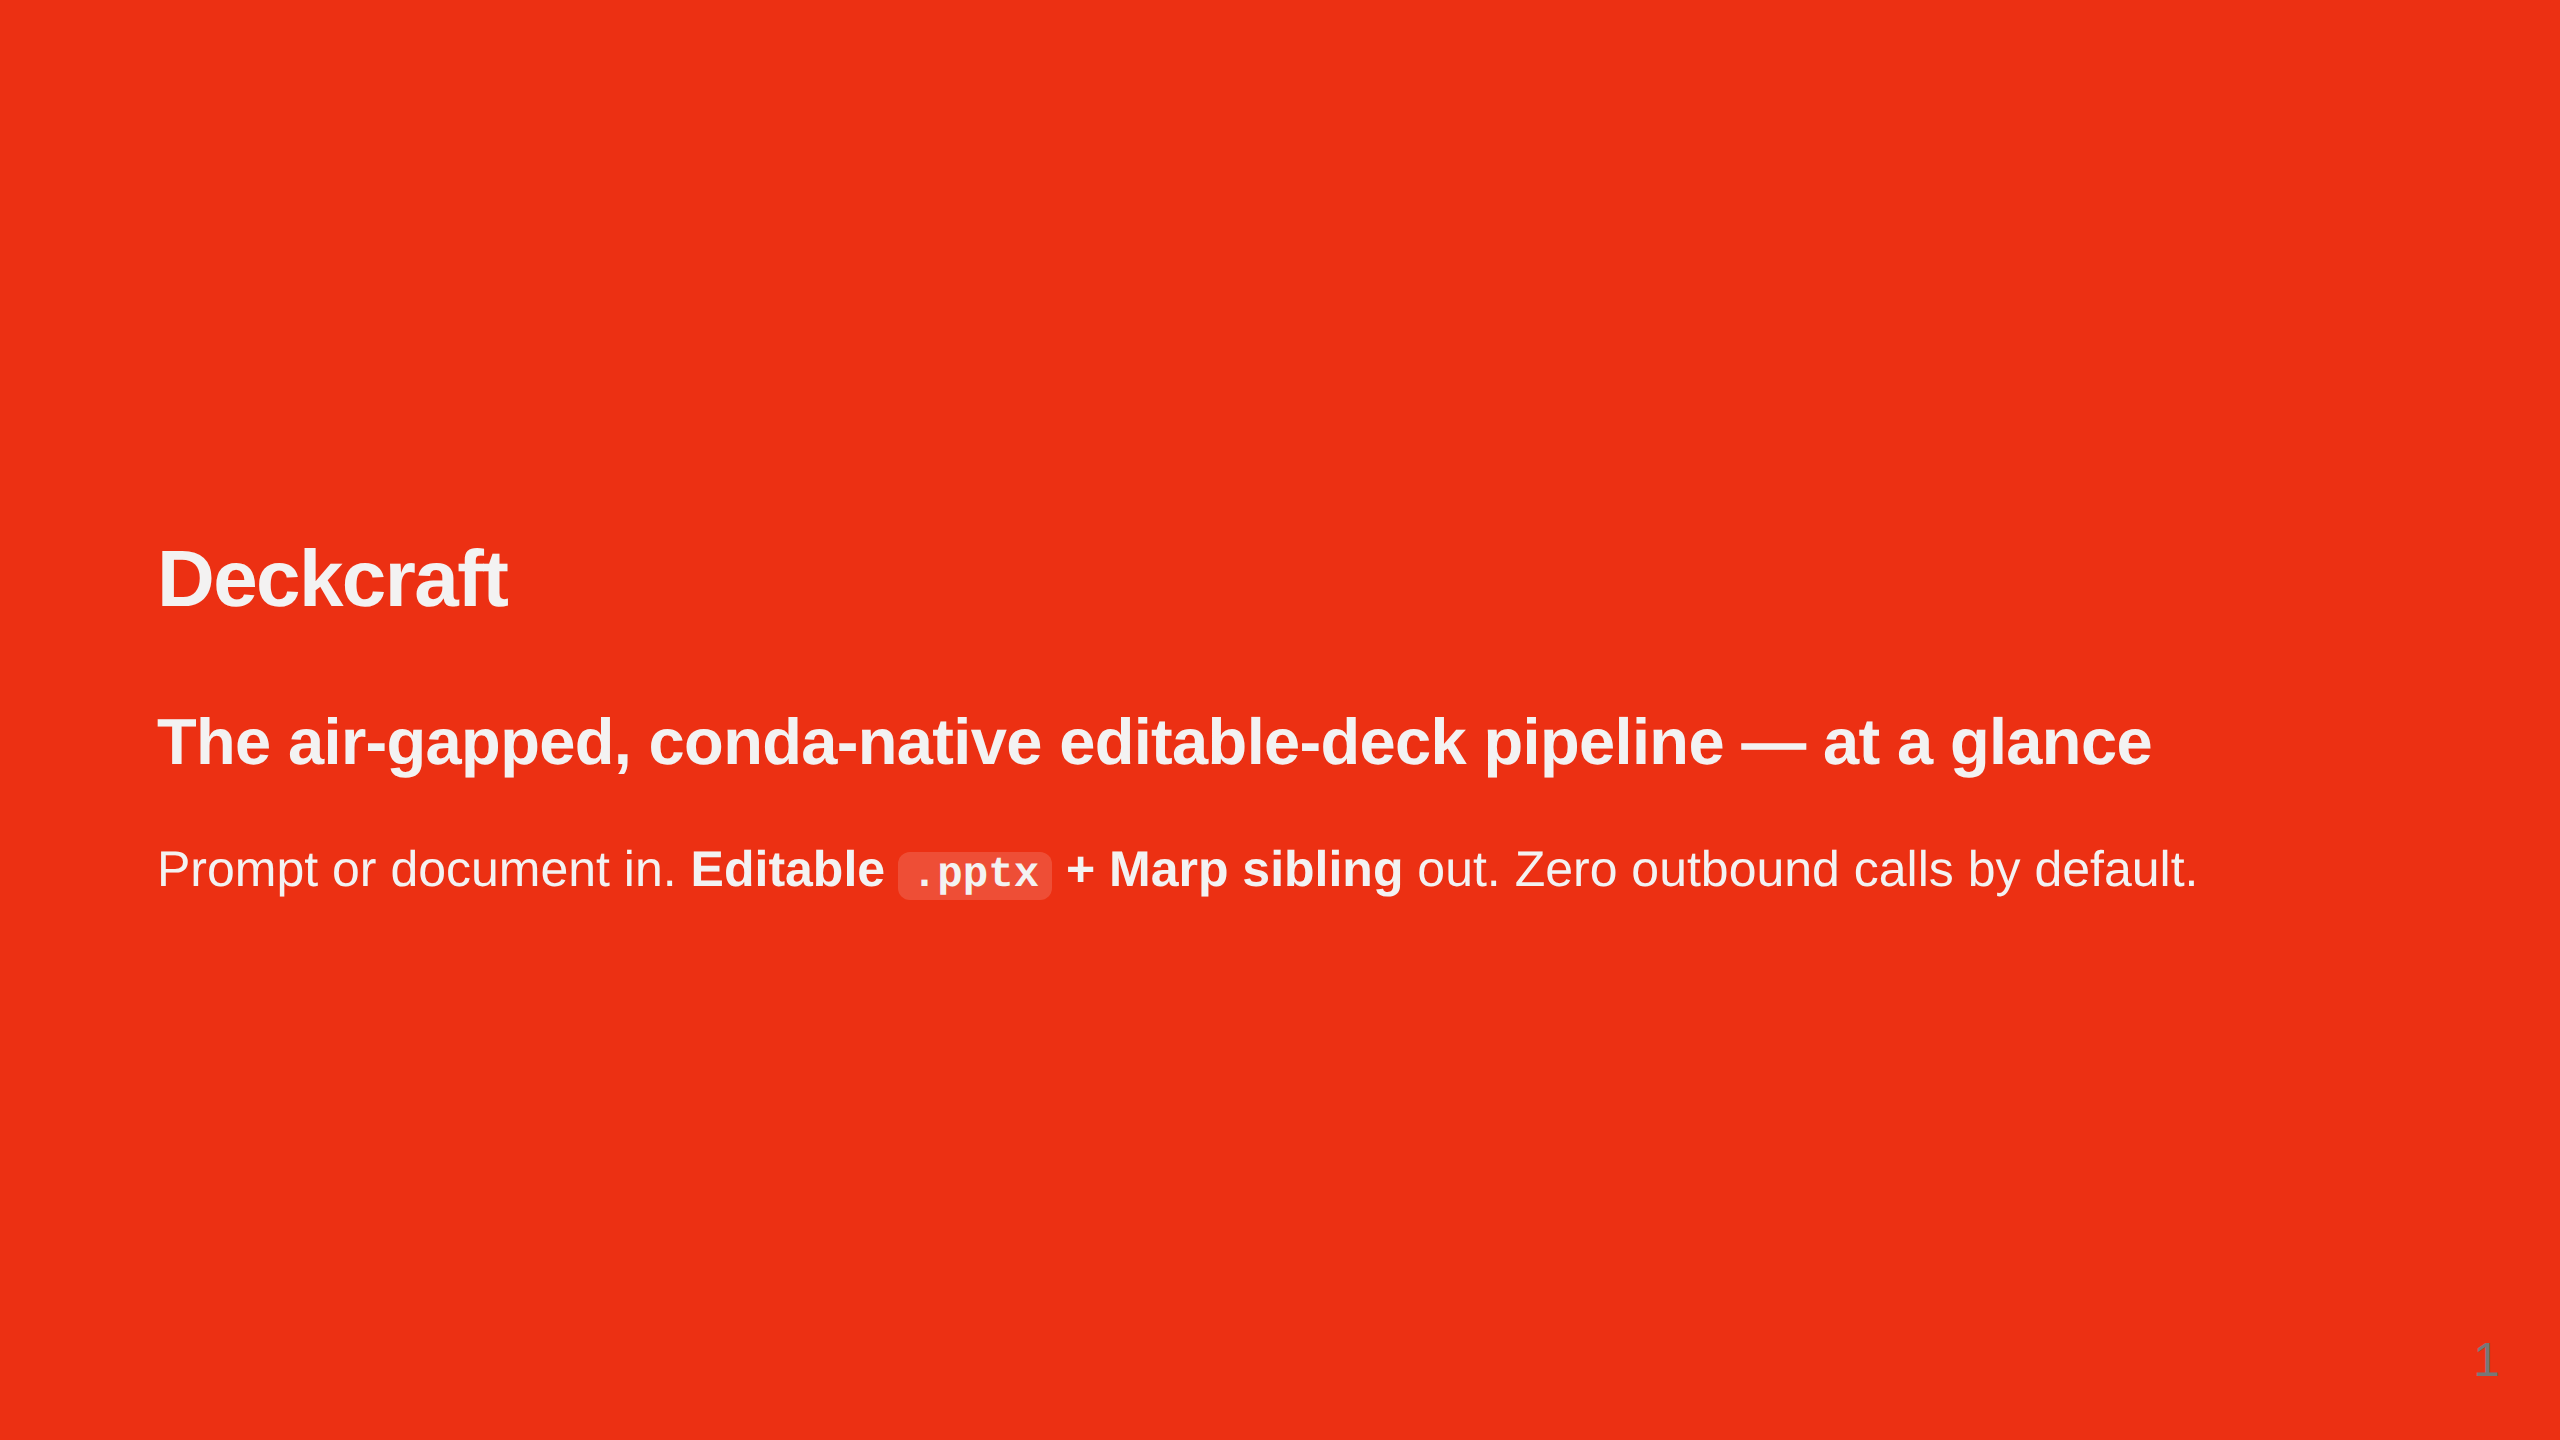 Deckcraft
The air-gapped, conda-native editable-deck pipeline — at a glance
Prompt or document in. Editable .pptx + Marp sibling out. Zero outbound calls by default.
1